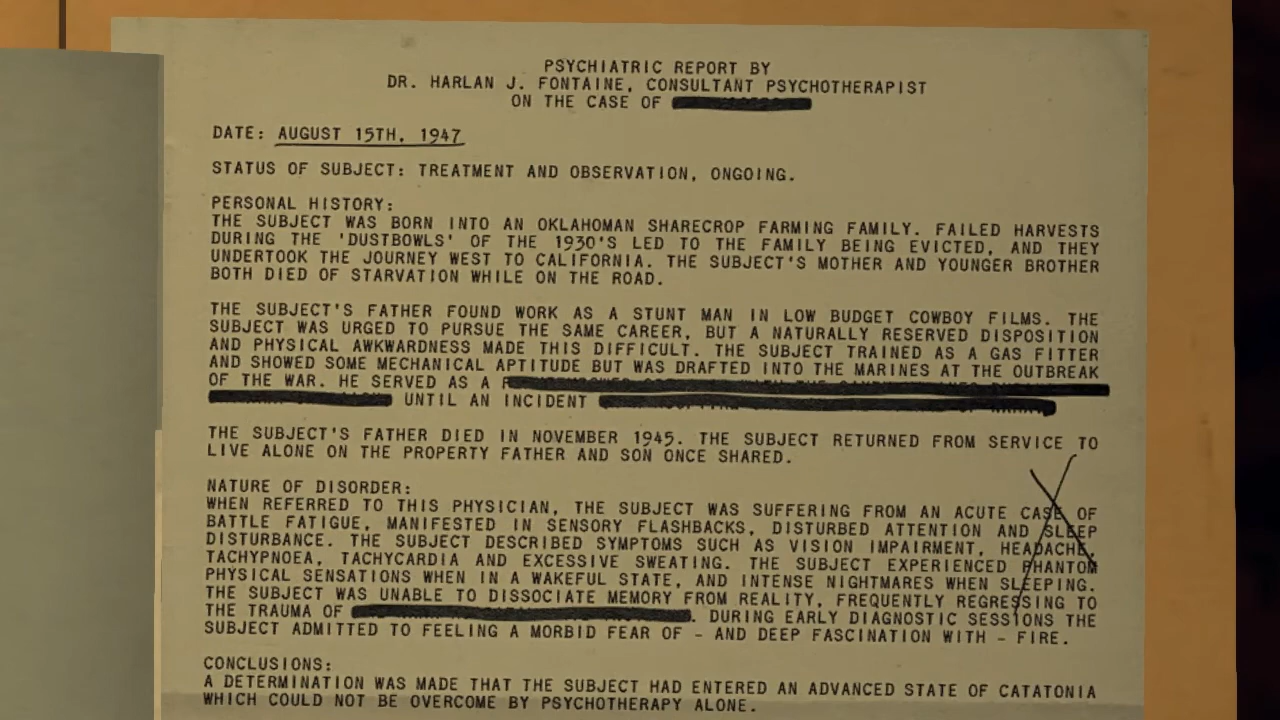 PSYCHIATRIC REPORT BY
DR. HARLAN J. FONTAINE, CONSULTANT PSYCHOTHERAPIST
ON THE CASE OF
DATE: AUGUST 15TH, 1947
STATUS OF SUBJECT: TREATMENT AND OBSERVATION, ONGOING.
PERSONAL HISTORY:
THE SUBJECT WAS BORN INTO AN OKLAHOMAN SHARECROP FARMING FAMILY. FAILED HARVESTS
DURING THE 'DUSTBOWLS' OF THE 1930'S LED TO THE FAMILY BEING EVICTED, AND THEY
UNDERTOOK THE JOURNEY WEST TO CALIFORNIA. THE SUBJECT'S MOTHER AND YOUNGER BROTHER
BOTH DIED OF STARVATION WHILE ON THE ROAD.
THE SUBJECT'S FATHER FOUND WORK AS A STUNT MAN IN LOW BUDGET COWBOY FILMS. THE
SUBJECT WAS URGED TO PURSUE THE SAME CAREER, BUT A NATURALLY RESERVED DISPOSITION
AND PHYSICAL AWKWARDNESS MADE THIS DIFFICULT. THE SUBJECT TRAINED AS A GAS FITTER
AND SHOWED SOME MECHANICAL APTITUDE BUT WAS DRAFTED INTO THE MARINES AT THE OUTBREAK
OF THE WAR. HE SERVED AS A
UNTIL AN INCIDENT
THE SUBJECT'S FATHER DIED IN NOVEMBER 1945. THE SUBJECT RETURNED FROM SERVICE TO
LIVE ALONE ON THE PROPERTY FATHER AND SON ONCE SHARED.
NATURE OF DISORDER:
WHEN REFERRED TO THIS PHYSICIAN, THE SUBJECT WAS SUFFERING FROM AN ACUTE CASE OF
BATTLE FATIGUE, MANIFESTED IN SENSORY FLASHBACKS, DISTURBED ATTENTION AND SLEEP
DISTURBANCE. THE SUBJECT DESCRIBED SYMPTOMS SUCH AS VISION IMPAIRMENT, HEADACHE,
TACHYPNOEA, TACHYCARDIA AND EXCESSIVE SWEATING. THE SUBJECT EXPERIENCED PHANTOM
PHYSICAL SENSATIONS WHEN IN A WAKEFUL STATE, AND INTENSE NIGHTMARES WHEN SLEEPING.
THE SUBJECT WAS UNABLE TO DISSOCIATE MEMORY FROM REALITY, FREQUENTLY REGRESSING TO
THE TRAUMA OF . DURING EARLY DIAGNOSTIC SESSIONS THE
SUBJECT ADMITTED TO FEELING A MORBID FEAR OF - AND DEEP FASCINATION WITH - FIRE.
CONCLUSIONS:
A DETERMINATION WAS MADE THAT THE SUBJECT HAD ENTERED AN ADVANCED STATE OF CATATONIA
WHICH COULD NOT BE OVERCOME BY PSYCHOTHERAPY ALONE.